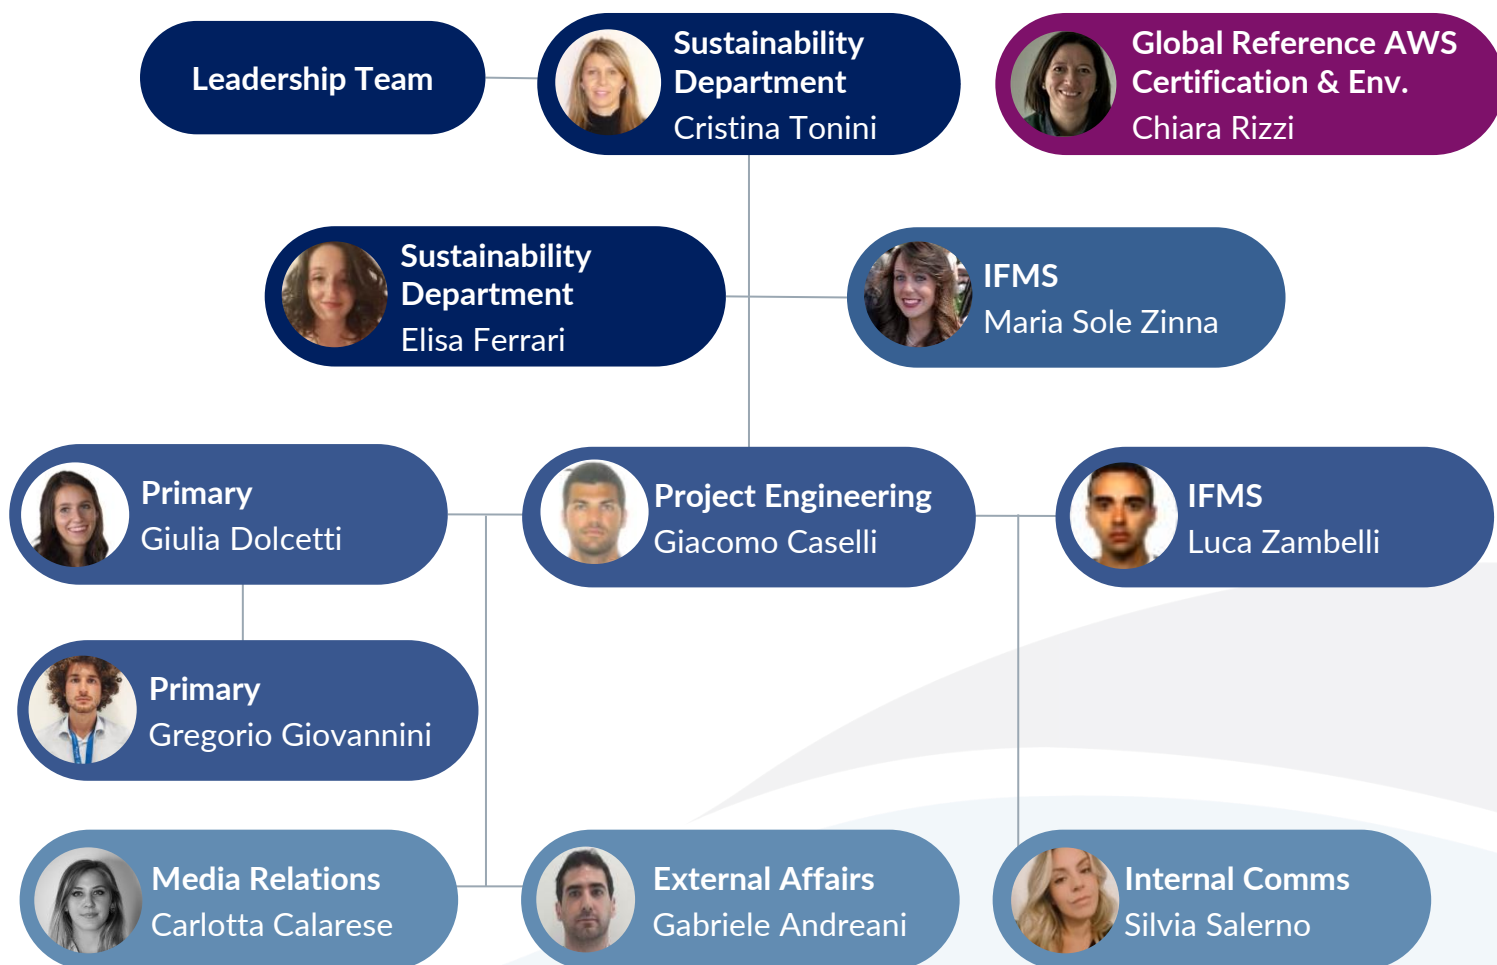 Leadership Team
Sustainability
Department
Cristina Tonini
Global Reference AWS
Certification & Env.
Chiara Rizzi
Sustainability
Department
Elisa Ferrari
IFMS
Maria Sole Zinna
Primary
Giulia Dolcetti
Project Engineering
Giacomo Caselli
IFMS
Luca Zambelli
Primary
Gregorio Giovannini
Media Relations
Carlotta Calarese
External Affairs
Gabriele Andreani
Internal Comms
Silvia Salerno